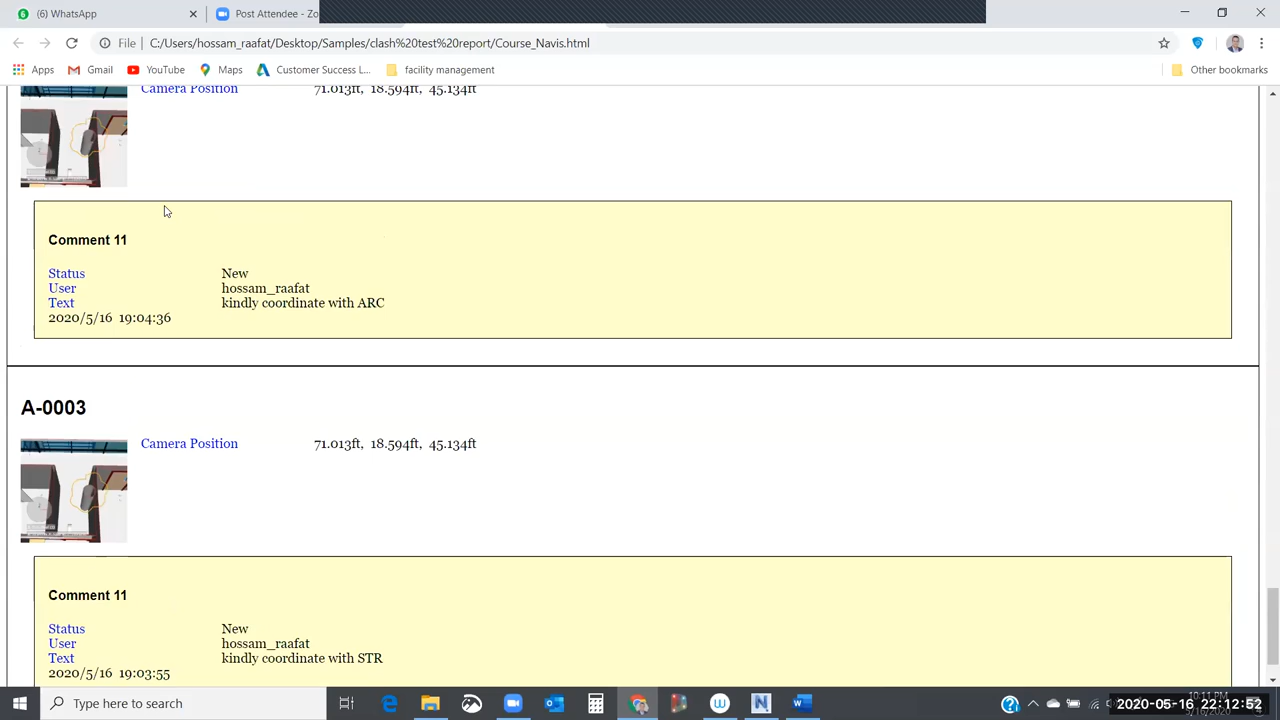 (6) WhatsApp
Post Attendee - Zo
File C:/Users/hossam_raafat/Desktop/Samples/clash%20test%20report/Course_Navis.html
Apps Gmail YouTube Maps Customer Success L... facility management Other bookmarks
Camera Position 71.013ft, 18.594ft, 45.134ft
Comment 11
Status New
User hossam_raafat
Text kindly coordinate with ARC
2020/5/16 19:04:36
A-0003
Camera Position 71.013ft, 18.594ft, 45.134ft
Comment 11
Status New
User hossam_raafat
Text kindly coordinate with STR
2020/5/16 19:03:55
Type here to search
10:11 PM
2020-05-16 22:12:52